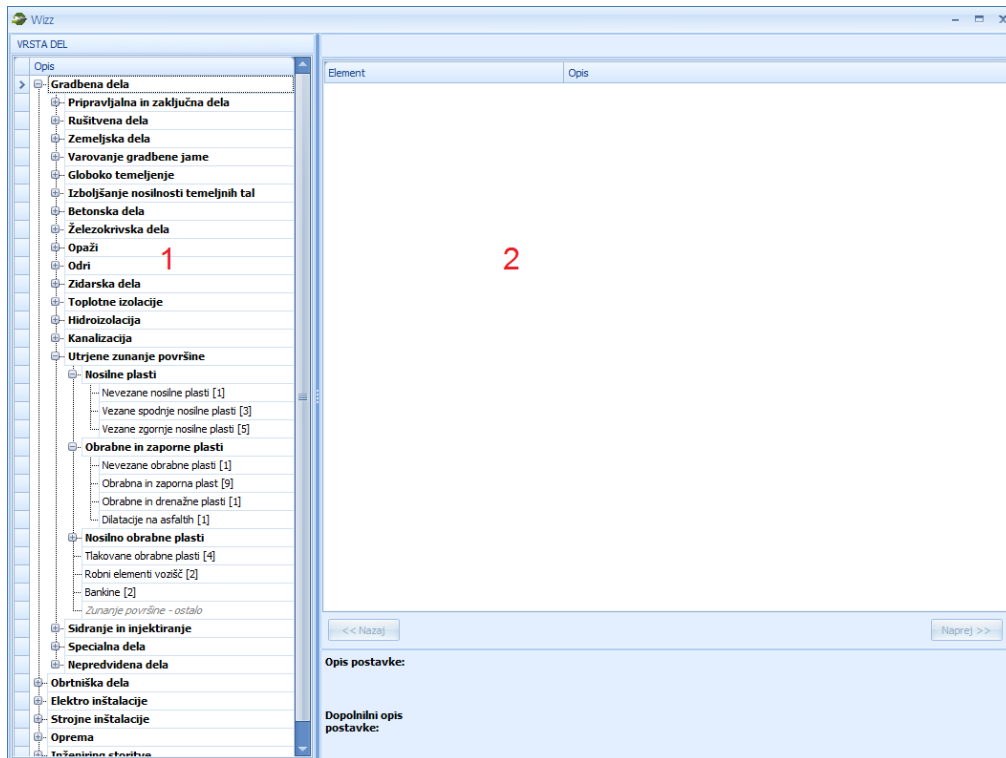 Wizz
VRSTA DEL
Opis
Gradbena dela
Pripravljalna in zaključna dela
Rušitvena dela
Zemeljska dela
Varovanje gradbene jame
Globoko temeljenje
Izboljšanje nosilnosti temeljnih tal
Betonska dela
Železokrivska dela
Opaži
Odri
Zidarska dela
Toplotne izolacije
Hidroizolacija
Kanalizacija
Utrjene zunanje površine
Nosilne plasti
Nevezane nosilne plasti [1]
Vezane spodnje nosilne plasti [3]
Vezane zgornje nosilne plasti [5]
Obrabne in zaporne plasti
Nevezane obrabne plasti [1]
Obrabna in zaporna plast [9]
Obrabne in drenažne plasti [1]
Dilatacije na asfaltih [1]
Nosilno obrabne plasti
Tlakovane obrabne plasti [4]
Robni elementi vozišč [2]
Bankine [2]
Zunanje površine - ostalo
Sidranje in injektiranje
Specialna dela
Nepredvidena dela
Obrtniška dela
Elektro inštalacije
Strojne inštalacije
Oprema
Inženiring storitve
1
Element Opis
2
<< Nazaj Naprej >>
Opis postavke:
Dopolnilni opis
postavke: